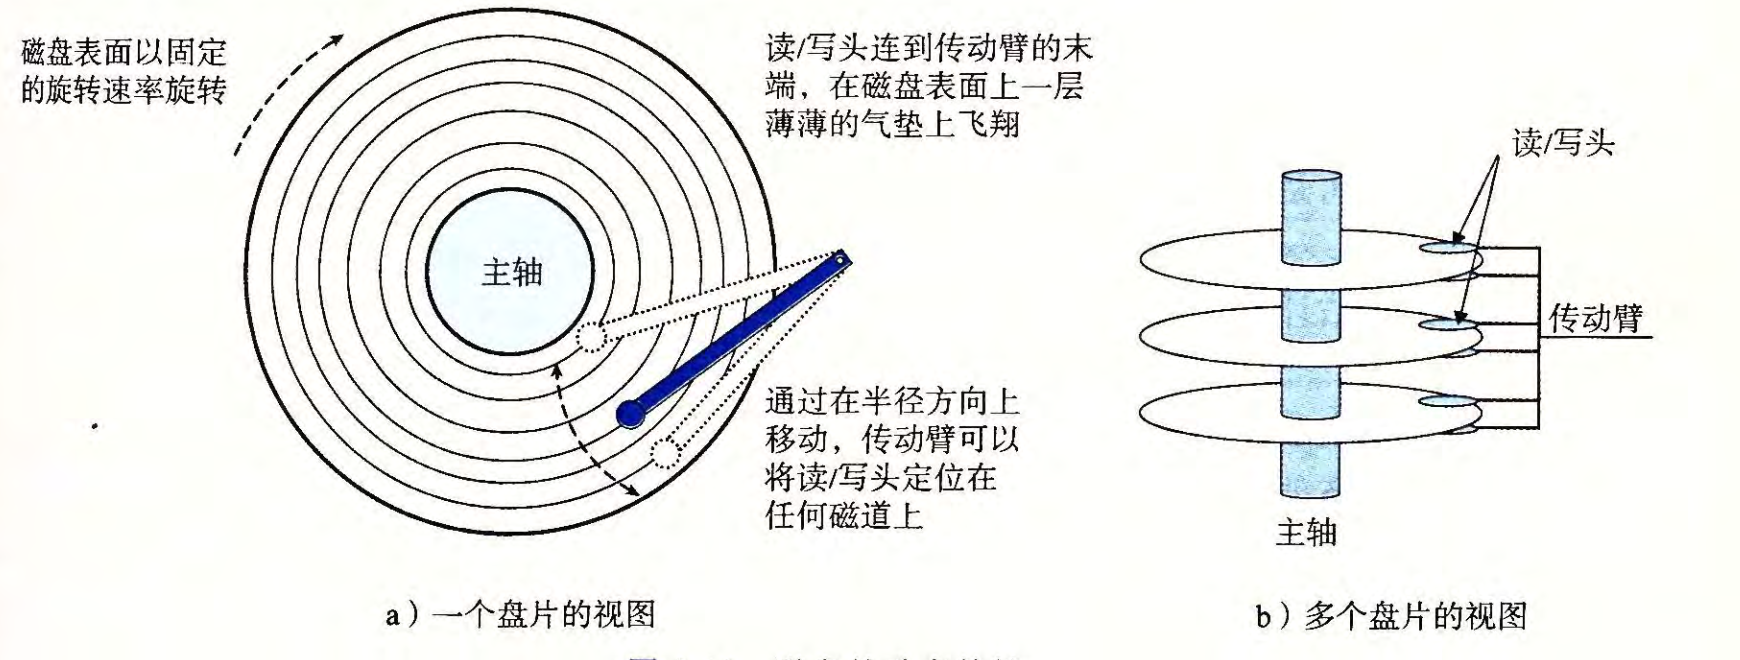 磁盘表面以固定
的旋转速率旋转
读/写头连到传动臂的末
端，在磁盘表面上一层
薄薄的气垫上飞翔
主轴
通过在半径方向上
移动，传动臂可以
将读/写头定位在
任何磁道上
a）一个盘片的视图
读/写头
传动臂
主轴
b）多个盘片的视图